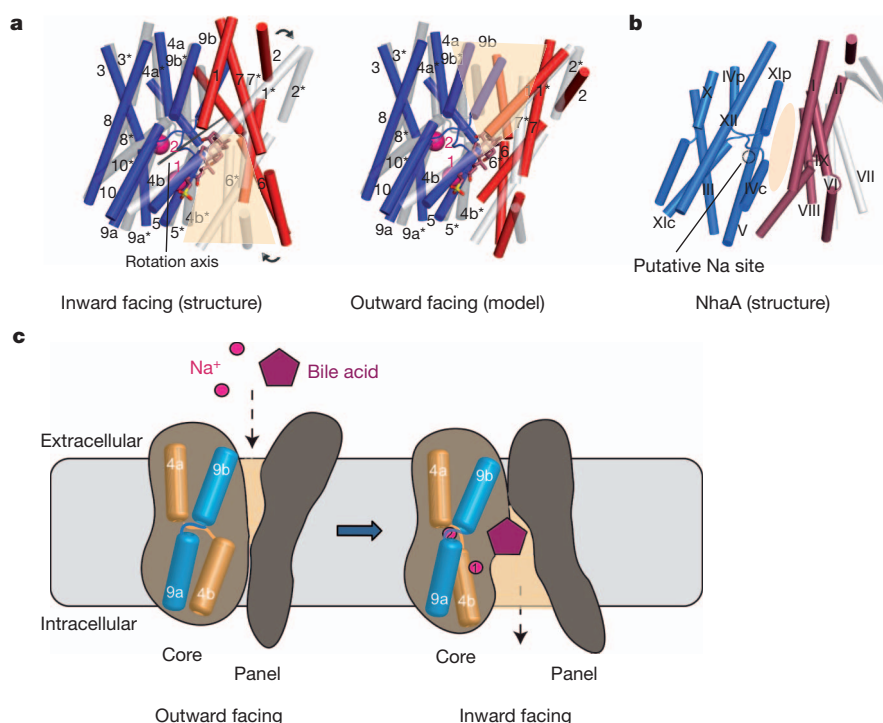 a
b
4a
9b
3*
9b*
2
3
4a*
1
7
7*
1*
2*
8
8*
2
1
10*
4b
6*
6
10
9a
9a*
5
5*
4b*
Rotation axis
Inward facing (structure)
4a
9b
3*
9b*
2*
3
4a*
1
1*
2
8
7*
7
8*
2
6
1
10*
4b
6*
10
9a
9a*
5
5*
4b*
Outward facing (model)
IVp
XIp
X
I
II
XII
IX
VII
III
IVc
VI
VIII
XIc
V
Putative Na site
NhaA (structure)
c
Na+
Bile acid
Extracellular
4a
9b
4a
9b
2
1
9a
4b
9a
4b
Intracellular
Core
Panel
Core
Panel
Outward facing
Inward facing